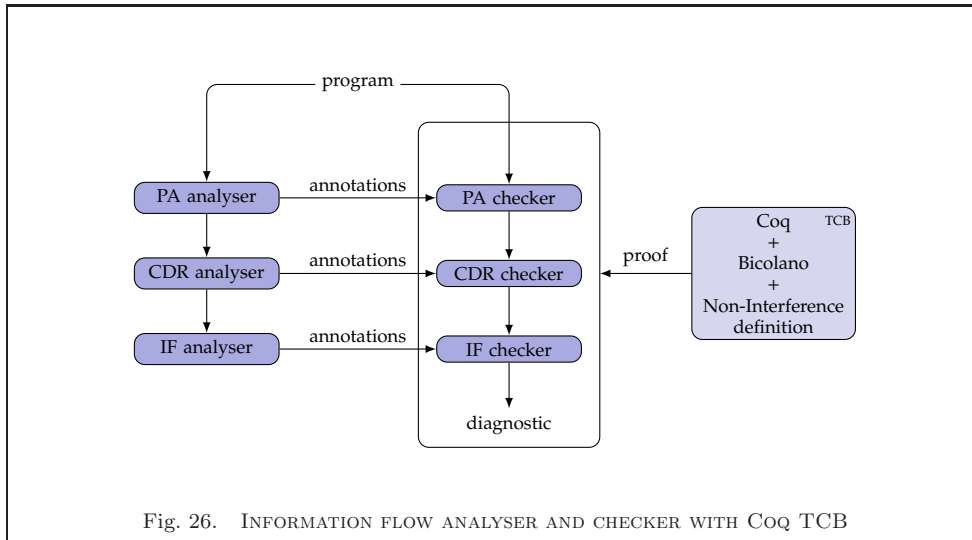 program
PA analyser
annotations
PA checker
CDR analyser
annotations
CDR checker
IF analyser
annotations
IF checker
diagnostic
proof
Coq TCB
+
Bicolano
+
Non-Interference
definition
Fig. 26. INFORMATION FLOW ANALYSER AND CHECKER WITH COQ TCB